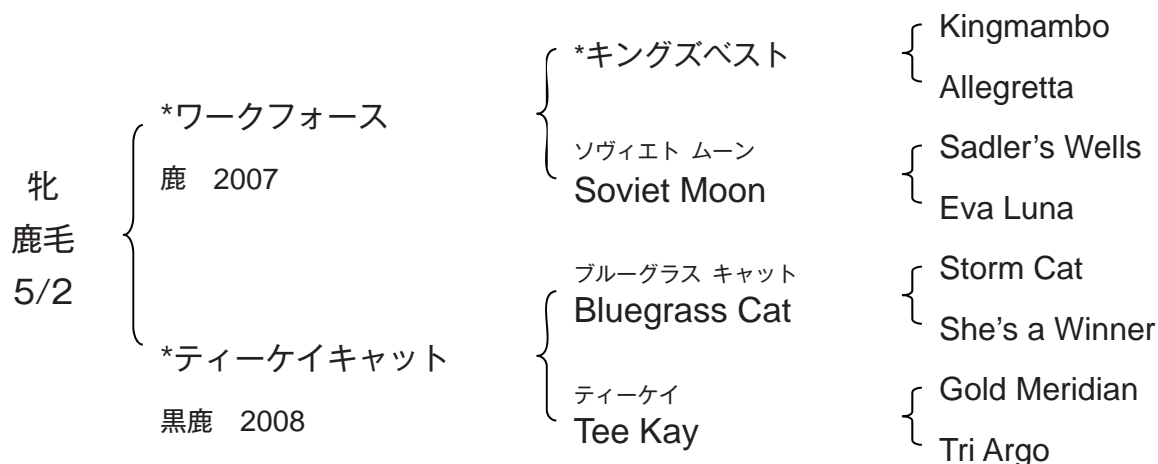 牝
鹿毛
5/2
*ワークフォース
鹿　2007
*ティーケイキャット
黒鹿　2008
*キングズベスト
ソヴィエト ムーン
Soviet Moon
ブルーグラス キャット
Bluegrass Cat
ティーケイ
Tee Kay
Kingmambo
Allegretta
Sadler's Wells
Eva Luna
Storm Cat
She's a Winner
Gold Meridian
Tri Argo